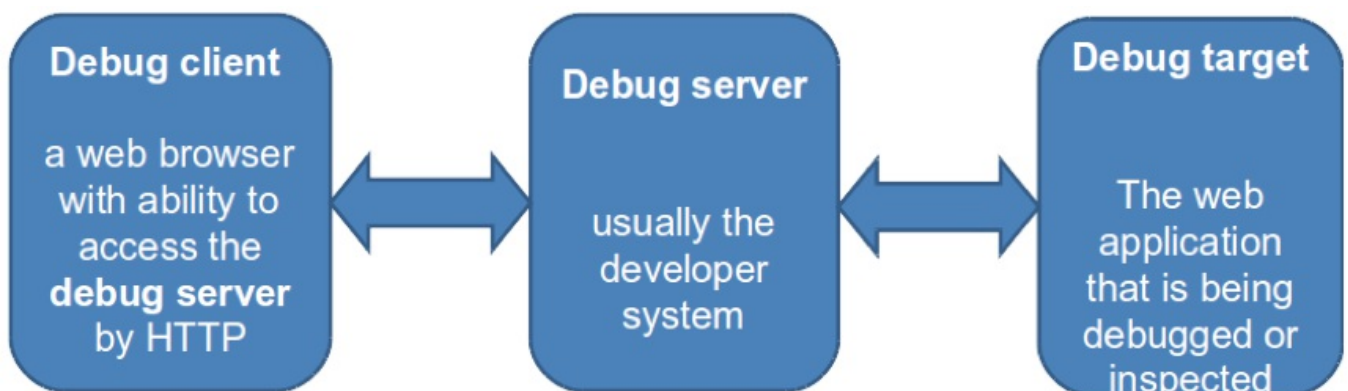 Debug client
a web browser
with ability to
access the
debug server
by HTTP
Debug server
usually the
developer
system
Debug target
The web
application
that is being
debugged or
inspected